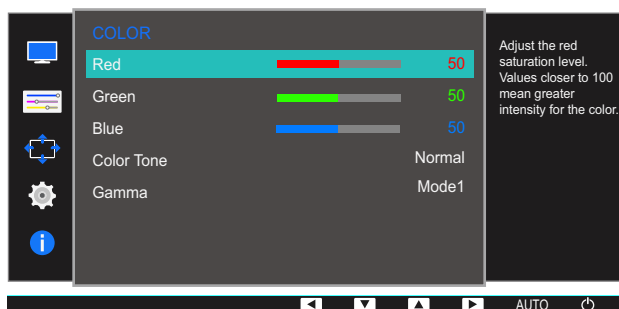 COLOR
Red 50
Green 50
Blue 50
Color Tone Normal
Gamma Mode1
Adjust the red
saturation level.
Values closer to 100
mean greater
intensity for the color.
AUTO